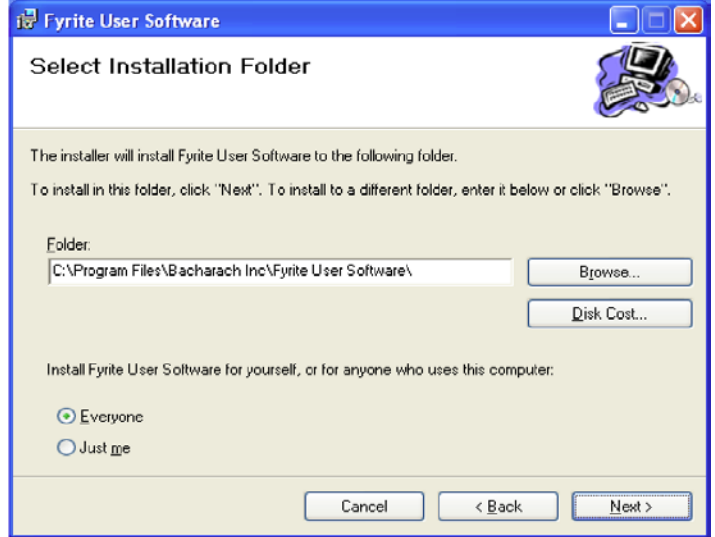 Fyrite User Software
Select Installation Folder
The installer will install Fyrite User Software to the following folder.
To install in this folder, click "Next". To install to a different folder, enter it below or click "Browse".
Folder:
C:\Program Files\Bacharach Inc\Fyrite User Software\
Browse...
Disk Cost...
Install Fyrite User Software for yourself, or for anyone who uses this computer:
Everyone
Just me
Cancel < Back Next >